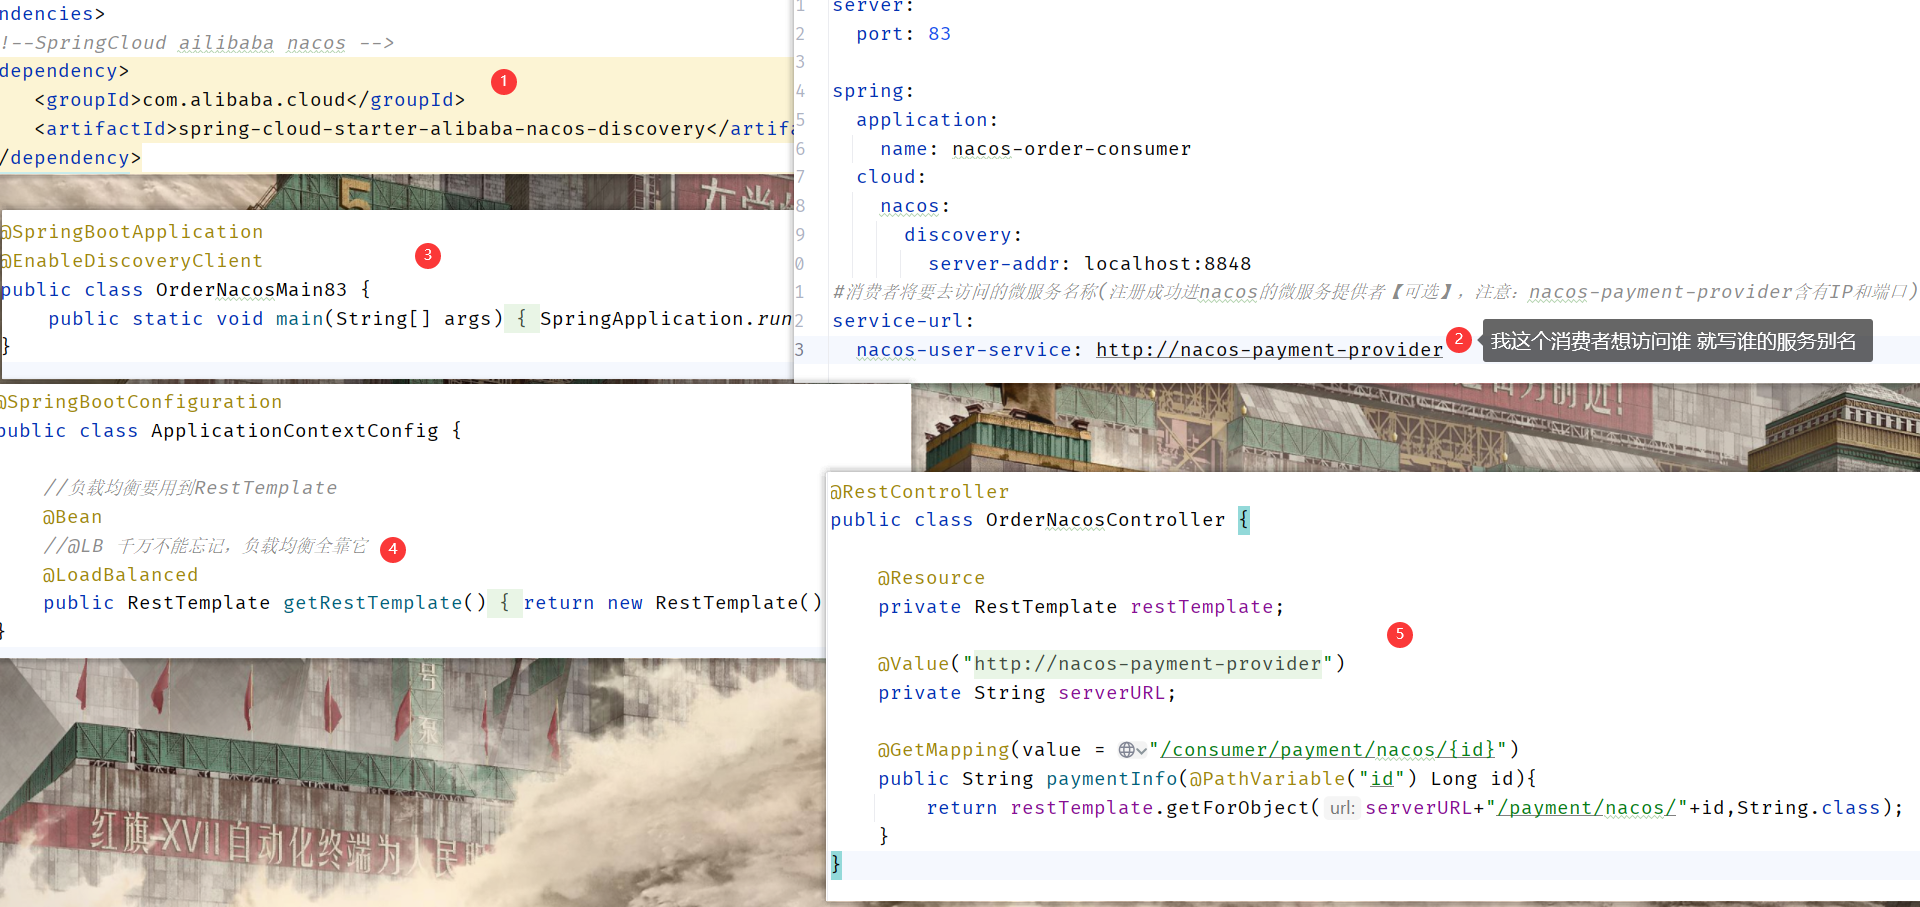 ndencies>
!--SpringCloud ailibaba nacos -->
dependency>
<groupId>com.alibaba.cloud</groupId>
<artifactId>spring-cloud-starter-alibaba-nacos-discovery</artifa
/dependency>
1
5
@SpringBootApplication
@EnableDiscoveryClient
public class OrderNacosMain83 {
public static void main(String[] args) { SpringApplication.run
}
3
1 server:
2 port: 83
3
4 spring:
5 application:
6 name: nacos-order-consumer
7 cloud:
8 nacos:
9 discovery:
0 server-addr: localhost:8848
1 #消费者将要去访问的微服务名称(注册成功进nacos的微服务提供者【可选】，注意：nacos-payment-provider含有IP和端口)
2 service-url:
3 nacos-user-service: http://nacos-payment-provider
2 我这个消费者想访问谁 就写谁的服务别名
@SpringBootConfiguration
public class ApplicationContextConfig {
//负载均衡要用到RestTemplate
@Bean
//@LB 千万不能忘记，负载均衡全靠它
4
@LoadBalanced
public RestTemplate getRestTemplate() { return new RestTemplate()
}
@RestController
public class OrderNacosController {
@Resource
private RestTemplate restTemplate;
5
@Value("http://nacos-payment-provider")
private String serverURL;
@GetMapping(value = "/consumer/payment/nacos/{id}")
public String paymentInfo(@PathVariable("id") Long id){
return restTemplate.getForObject( url: serverURL+"/payment/nacos/"+id,String.class);
}
}
号
泵
红旗-XVII自动化终端为人民